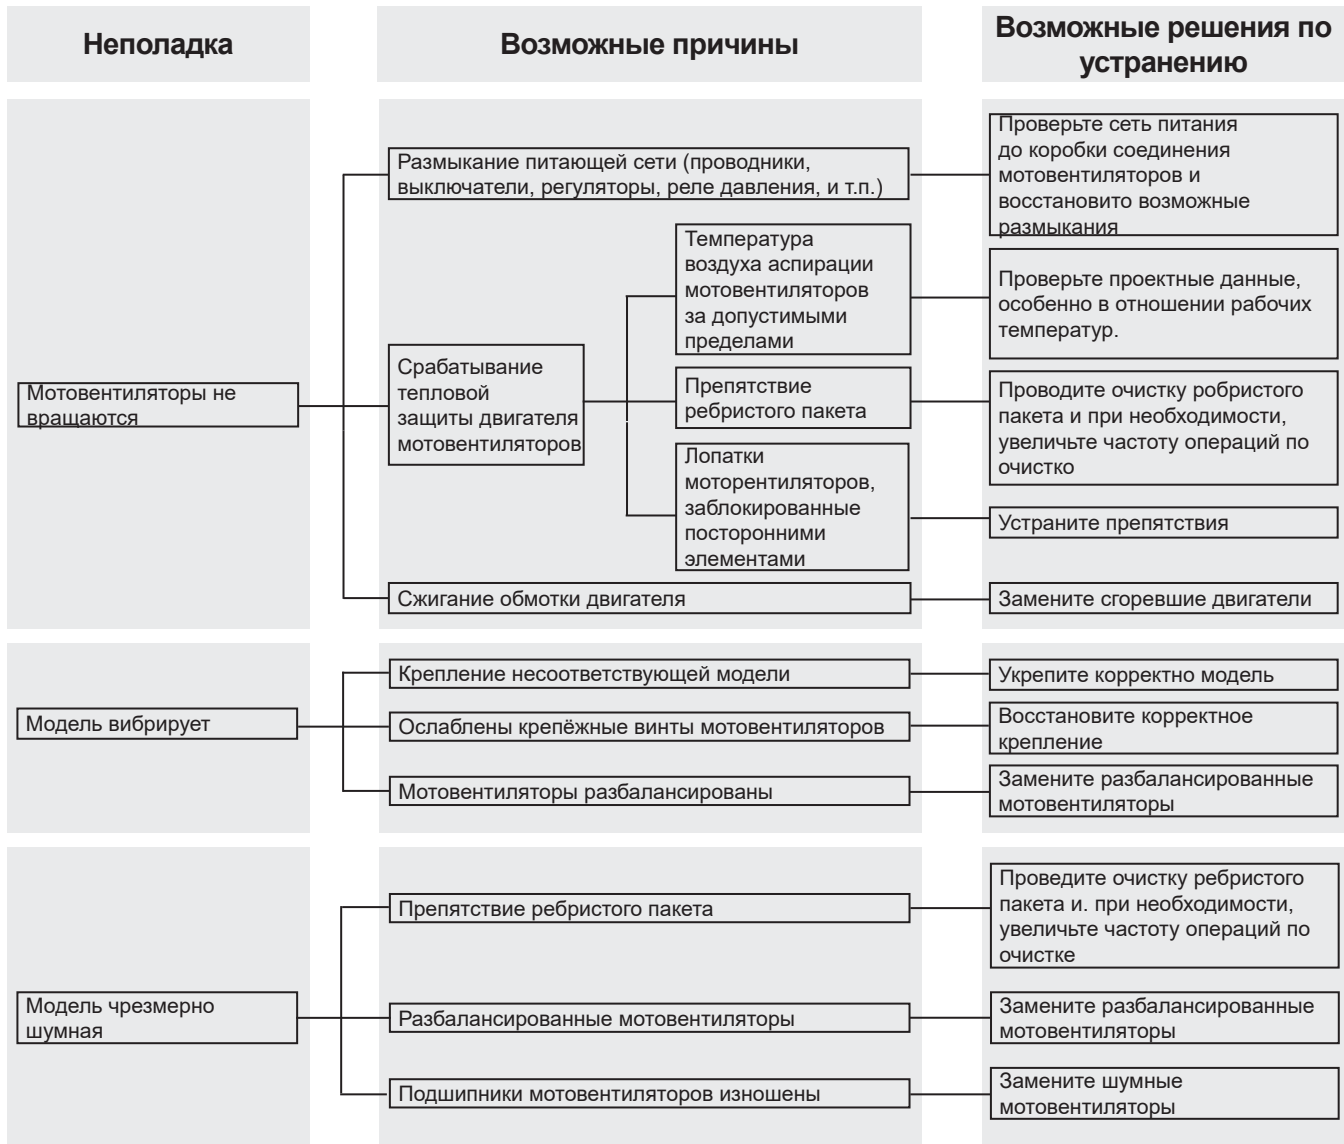 Неполадка
Возможные причины
Возможные решения по
устранению
Мотовентиляторы не
вращаются
Размыкание питающей сети (проводники,
выключатели, регуляторы, реле давления, и т.п.)
Проверьте сеть питания
до коробки соединения
мотовентиляторов и
восстановито возможные
размыкания
Срабатывание
тепловой
защиты двигателя
мотовентиляторов
Температура
воздуха аспирации
мотовентиляторов
за допустимыми
пределами
Проверьте проектные данные,
особенно в отношении рабочих
температур.
Препятствие
ребристого пакета
Проводите очистку робристого
пакета и при необходимости,
увеличьте частоту операций по
очистко
Лопатки
моторентиляторов,
заблокированные
посторонними
элементами
Устраните препятствия
Сжигание обмотки двигателя
Замените сгоревшие двигатели
Модель вибрирует
Крепление несоответствующей модели
Укрепите корректно модель
Ослаблены крепёжные винты мотовентиляторов
Восстановите корректное
крепление
Мотовентиляторы разбалансированы
Замените разбалансированные
мотовентиляторы
Модель чрезмерно
шумная
Препятствие ребристого пакета
Проведите очистку ребристого
пакета и. при необходимости,
увеличьте частоту операций по
очистке
Разбалансированные мотовентиляторы
Замените разбалансированные
мотовентиляторы
Подшипники мотовентиляторов изношены
Замените шумные
мотовентиляторы